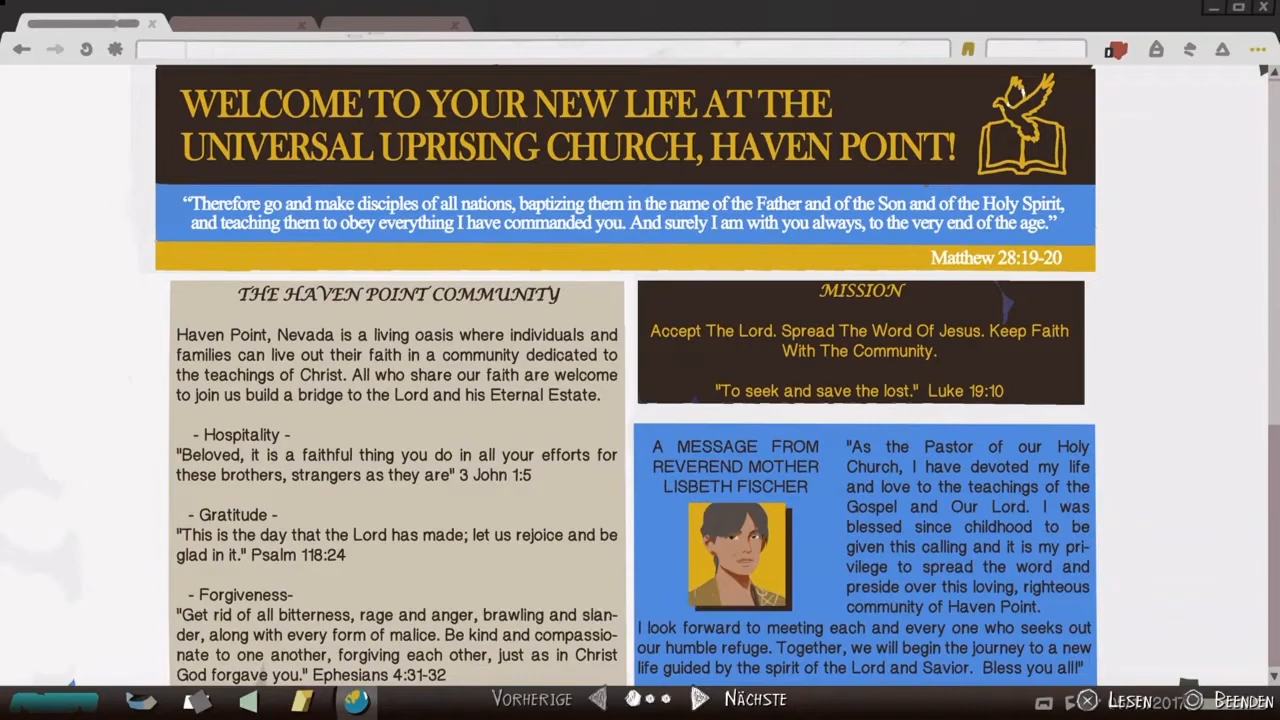 WELCOME TO YOUR NEW LIFE AT THE
UNIVERSAL UPRISING CHURCH, HAVEN POINT!
“Therefore go and make disciples of all nations, baptizing them in the name of the Father and of the Son and of the Holy Spirit,
and teaching them to obey everything I have commanded you. And surely I am with you always, to the very end of the age.”
Matthew 28:19-20
THE HAVEN POINT COMMUNITY
Haven Point, Nevada is a living oasis where individuals and
families can live out their faith in a community dedicated to
the teachings of Christ. All who share our faith are welcome
to join us build a bridge to the Lord and his Eternal Estate.
- Hospitality -
"Beloved, it is a faithful thing you do in all your efforts for
these brothers, strangers as they are" 3 John 1:5
- Gratitude -
"This is the day that the Lord has made; let us rejoice and be
glad in it." Psalm 118:24
- Forgiveness-
"Get rid of all bitterness, rage and anger, brawling and slan-
der, along with every form of malice. Be kind and compassio-
nate to one another, forgiving each other, just as in Christ
God forgave you." Ephesians 4:31-32
MISSION
Accept The Lord. Spread The Word Of Jesus. Keep Faith
With The Community.
"To seek and save the lost." Luke 19:10
A MESSAGE FROM
REVEREND MOTHER
LISBETH FISCHER
"As the Pastor of our Holy
Church, I have devoted my life
and love to the teachings of the
Gospel and Our Lord. I was
blessed since childhood to be
given this calling and it is my pri-
vilege to spread the word and
preside over this loving, righteous
community of Haven Point.
I look forward to meeting each and every one who seeks out
our humble refuge. Together, we will begin the journey to a new
life guided by the spirit of the Lord and Savior. Bless you all!"
VORHERIGE
NÄCHSTE
LESEN
BEENDEN